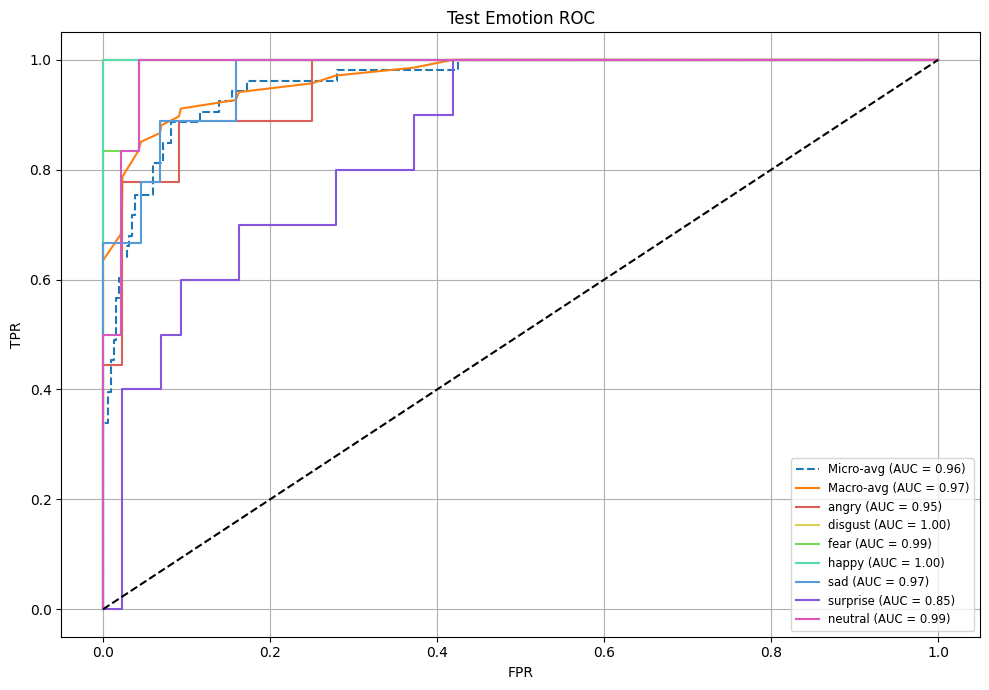 Test Emotion ROC
TPR
1.0
0.8
0.6
0.4
0.2
0.0
Micro-avg (AUC = 0.96)
Macro-avg (AUC = 0.97)
angry (AUC = 0.95)
disgust (AUC = 1.00)
fear (AUC = 0.99)
happy (AUC = 1.00)
sad (AUC = 0.97)
surprise (AUC = 0.85)
neutral (AUC = 0.99)
0.0 0.2 0.4 0.6 0.8 1.0
FPR